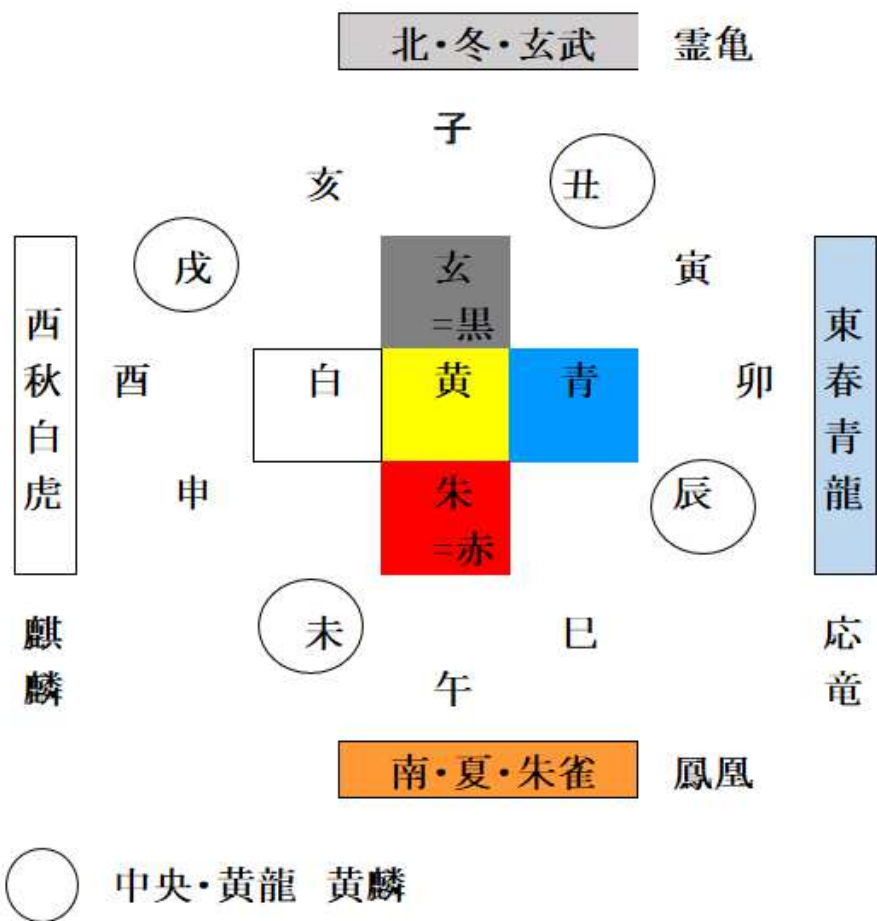 北・冬・玄武 霊亀
子
丑
亥
寅
戌
玄
=黒
西秋白虎
東春青龍
酉
白
黄
青
卯
申
朱
=赤
辰
未
巳
麒麟
応竜
午
南・夏・朱雀 鳳凰
中央・黄龍 黄麟